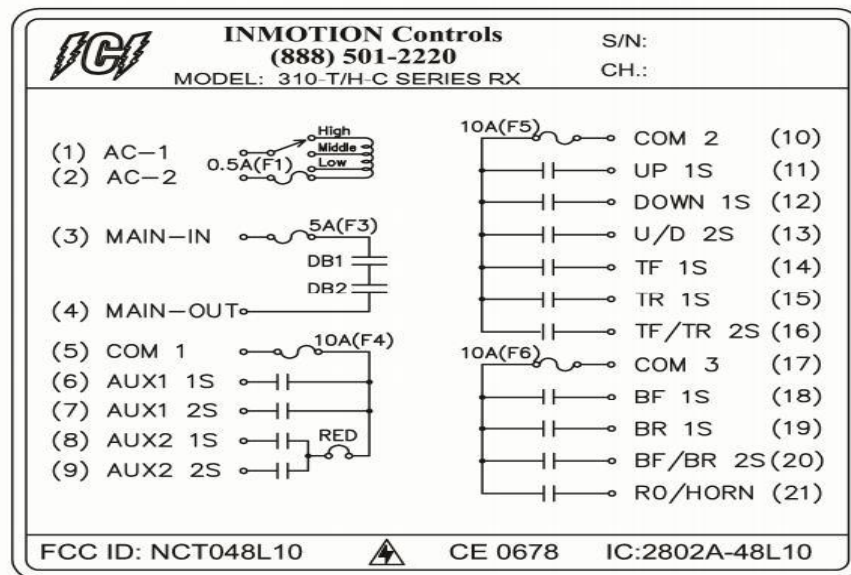 ICI
INMOTION Controls
(888) 501-2220
MODEL: 310-T/H-C SERIES RX
S/N:
CH.:
(1) AC-1
(2) AC-2
0.5A(F1)
High
Middle
Low
(3) MAIN-IN
5A(F3)
DB1
DB2
(4) MAIN-OUT
(5) COM 1
10A(F4)
(6) AUX1 1S
(7) AUX1 2S
(8) AUX2 1S
RED
(9) AUX2 2S
10A(F5)
COM 2 (10)
UP 1S (11)
DOWN 1S (12)
U/D 2S (13)
TF 1S (14)
TR 1S (15)
TF/TR 2S (16)
10A(F6)
COM 3 (17)
BF 1S (18)
BR 1S (19)
BF/BR 2S(20)
R0/HORN (21)
FCC ID: NCT048L10
CE 0678
IC:2802A-48L10